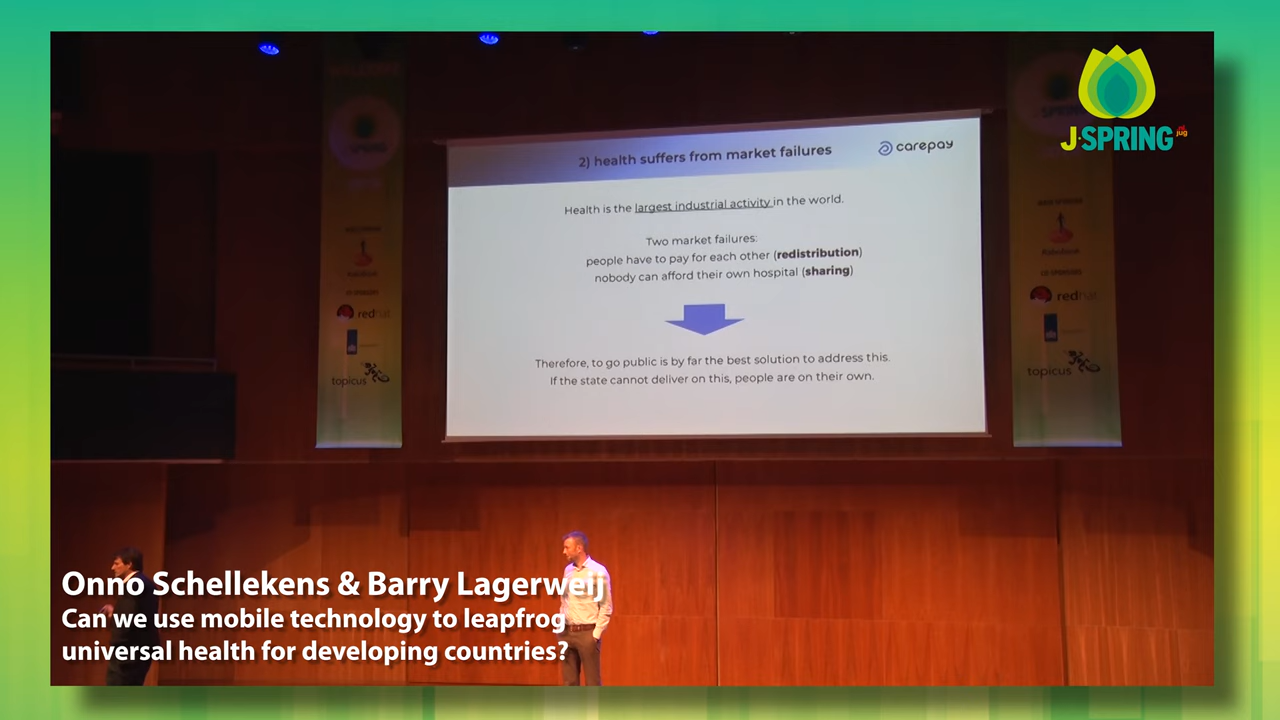 J-SPRING
nl
jug
2) health suffers from market failures
carepay
Health is the largest industrial activity in the world.
Two market failures:
people have to pay for each other (redistribution)
nobody can afford their own hospital (sharing)
Therefore, to go public is by far the best solution to address this.
If the state cannot deliver on this, people are on their own.
redhat
topicus
redhat
topicus
Onno Schellekens & Barry Lagerweij
Can we use mobile technology to leapfrog
universal health for developing countries?